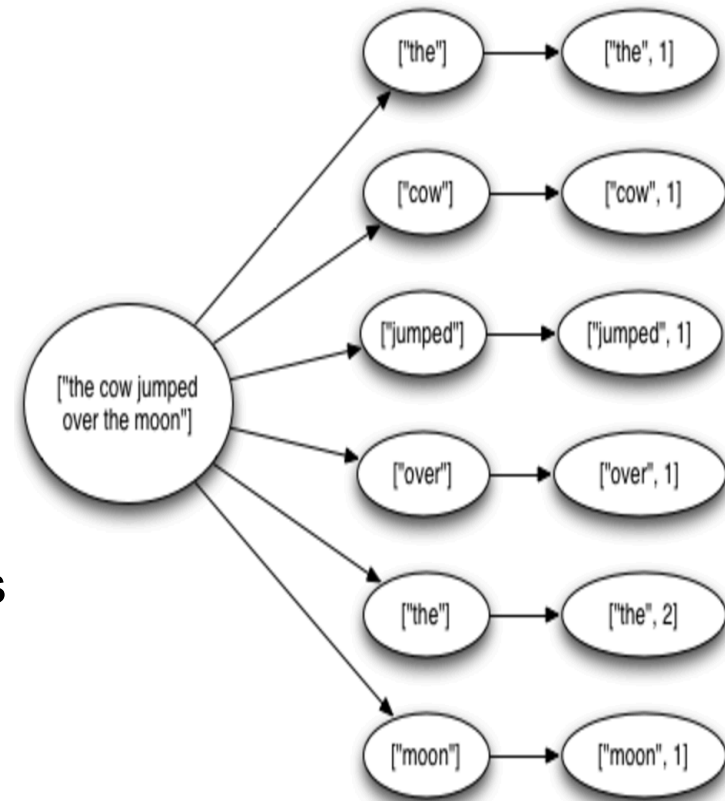 ["the"]
["the", 1]
["cow"]
["cow", 1]
["jumped"]
["jumped", 1]
["the cow jumped
over the moon"]
["over"]
["over", 1]
s
["the"]
["the", 2]
["moon"]
["moon", 1]